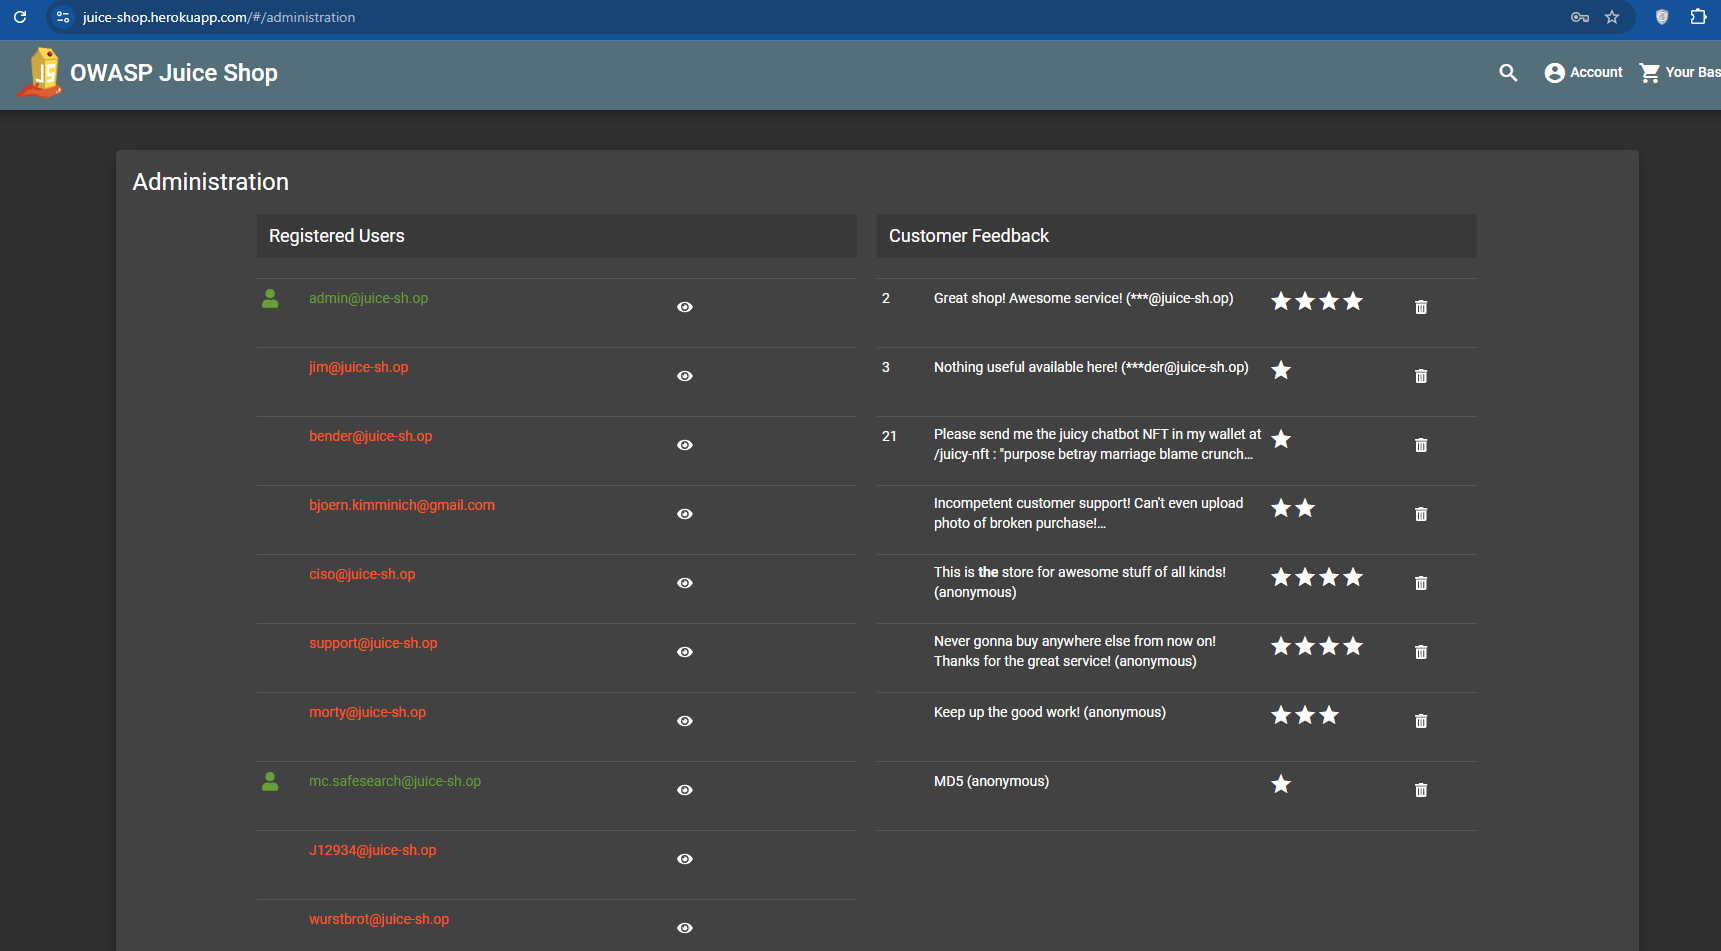 juice-shop.herokuapp.com/#/administration
JS
OWASP Juice Shop
Account
Your Bas
Administration
Registered Users
admin@juice-sh.op
jim@juice-sh.op
bender@juice-sh.op
bjoern.kimminich@gmail.com
ciso@juice-sh.op
support@juice-sh.op
morty@juice-sh.op
mc.safesearch@juice-sh.op
J12934@juice-sh.op
wurstbrot@juice-sh.op
Customer Feedback
2 Great shop! Awesome service! (***@juice-sh.op)
3 Nothing useful available here! (***der@juice-sh.op)
21 Please send me the juicy chatbot NFT in my wallet at
/juicy-nft : "purpose betray marriage blame crunch…
Incompetent customer support! Can't even upload
photo of broken purchase!…
This is the store for awesome stuff of all kinds!
(anonymous)
Never gonna buy anywhere else from now on!
Thanks for the great service! (anonymous)
Keep up the good work! (anonymous)
MD5 (anonymous)